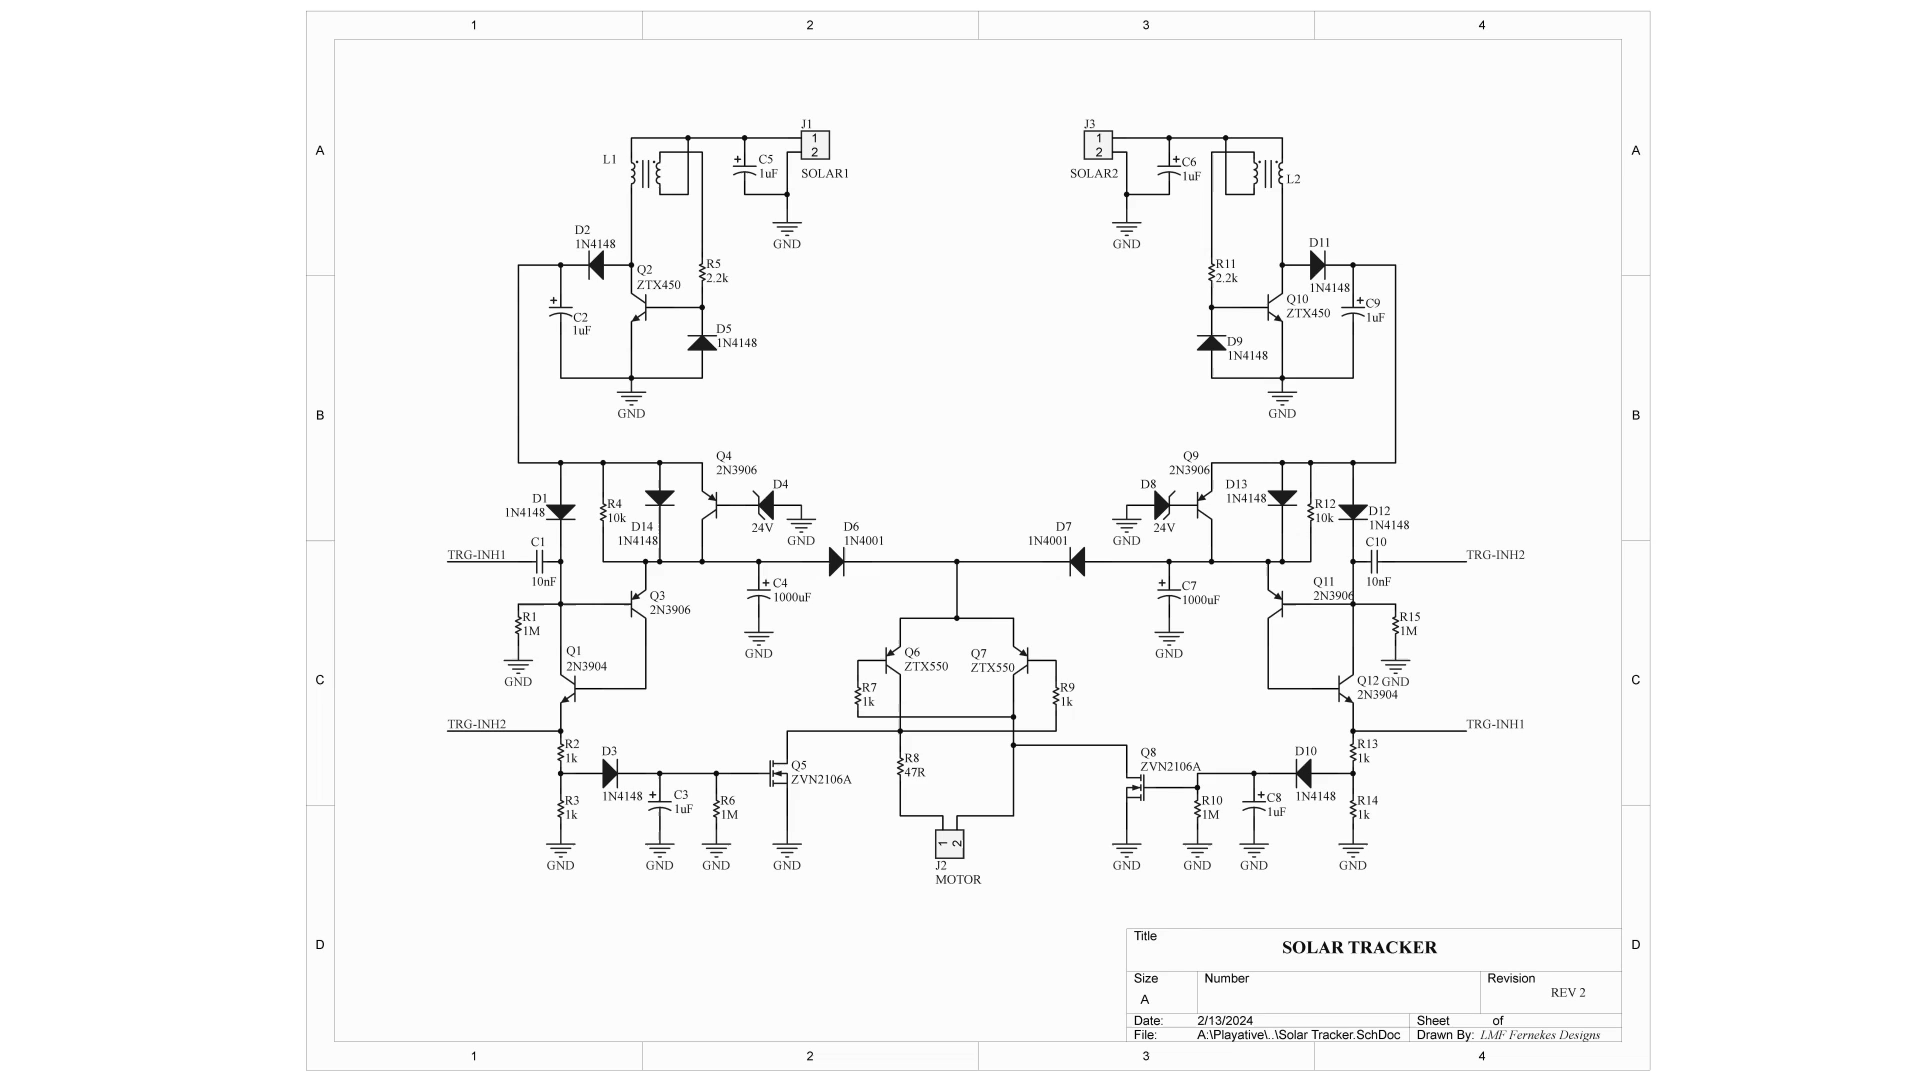 1 2 3 4
A A
B B
C C
D D
1 2 3 4
J1
1
2
SOLAR1
L1
C5
1uF
+
GND
D2
1N4148
Q2
ZTX450
R5
2.2k
+
C2
1uF
D5
1N4148
GND
J3
1
2
SOLAR2
+
C6
1uF
L2
GND
D11
1N4148
R11
2.2k
Q10
ZTX450
+
C9
1uF
D9
1N4148
GND
Q4
2N3906
D4
24V
GND
D1
1N4148
R4
10k
D14
1N4148
C1
10nF
TRG-INH1
D6
1N4001
Q3
2N3906
+
C4
1000uF
GND
R1
1M
GND
Q1
2N3904
TRG-INH2
R2
1k
D3
1N4148
R3
1k
+
C3
1uF
R6
1M
Q5
ZVN2106A
GND
GND
GND
GND
Q9
2N3906
D8
24V
GND
D13
1N4148
R12
10k
D12
1N4148
C10
10nF
TRG-INH2
D7
1N4001
+
C7
1000uF
GND
Q11
2N3906
R15
1M
GND
Q12
2N3904
TRG-INH1
Q6
ZTX550
Q7
ZTX550
R7
1k
R9
1k
R8
47R
1
2
J2
MOTOR
Q8
ZVN2106A
D10
1N4148
R13
1k
R10
1M
+
C8
1uF
R14
1k
GND
GND
GND
GND
Title
SOLAR TRACKER
Size
A
Number
Revision
REV 2
Date: 2/13/2024 Sheet of
File: A:\Playative\..\Solar Tracker.SchDoc Drawn By: LMF Fernekes Designs